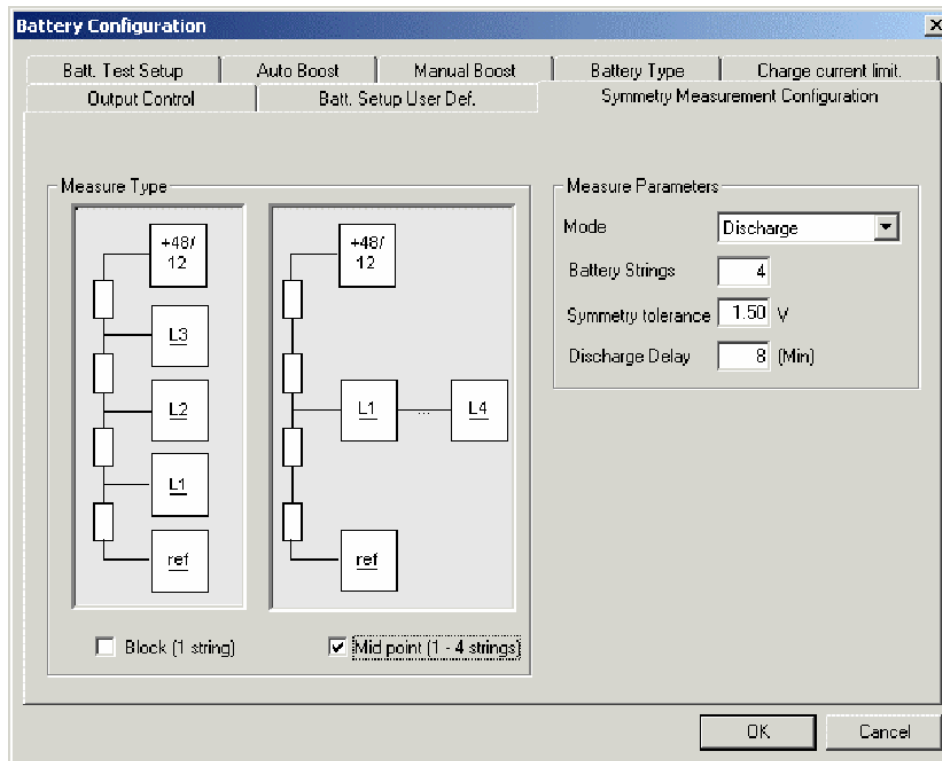 Battery Configuration
Batt. Test Setup
Auto Boost
Manual Boost
Battery Type
Charge current limit.
Output Control
Batt. Setup User Def.
Symmetry Measurement Configuration
Measure Type
+48/
12
L3
L2
L1
ref
+48/
12
L1
...
L4
ref
Block (1 string)
Mid point (1 - 4 strings)
Measure Parameters
Mode
Discharge
Battery Strings
4
Symmetry tolerance
1.50
V
Discharge Delay
8
(Min)
OK
Cancel